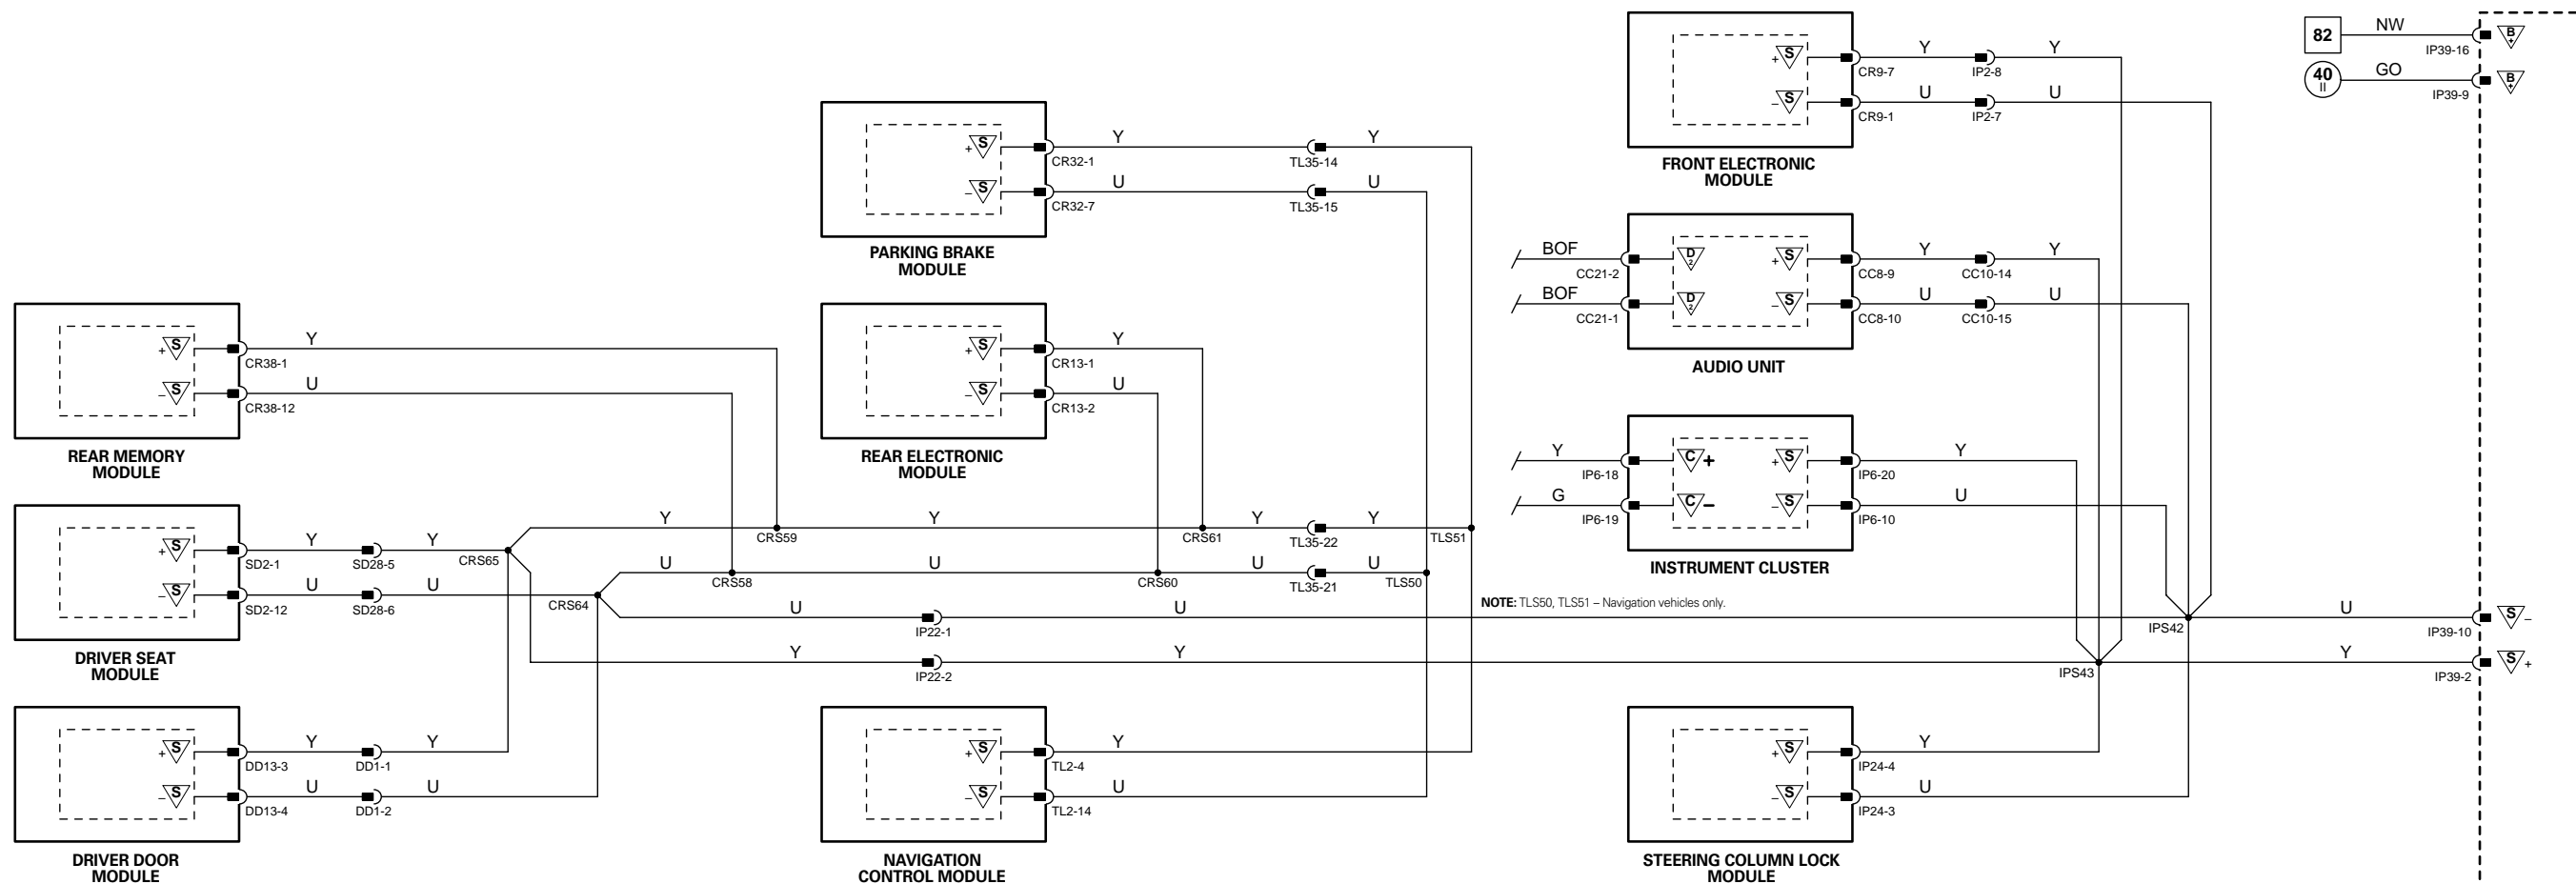 82
NW
IP39-16
B
+
40
II
GO
IP39-9
B
+
+ S
CR9-7
Y
IP2-8
Y
– S
CR9-1
U
IP2-7
U
FRONT ELECTRONIC
MODULE
+ S
CR32-1
Y
TL35-14
Y
– S
CR32-7
U
TL35-15
U
PARKING BRAKE
MODULE
BOF
CC21-2
D
2
+ S
CC8-9
Y
CC10-14
Y
BOF
CC21-1
D
2
– S
CC8-10
U
CC10-15
U
AUDIO UNIT
+ S
CR38-1
Y
– S
CR38-12
U
REAR MEMORY
MODULE
+ S
CR13-1
Y
– S
CR13-2
U
REAR ELECTRONIC
MODULE
Y
IP6-18
C +
+ S
IP6-20
Y
G
IP6-19
C –
– S
IP6-10
U
INSTRUMENT CLUSTER
+ S
SD2-1
Y
SD28-5
Y
CRS65
– S
SD2-12
U
SD28-6
U
CRS64
DRIVER SEAT
MODULE
Y
CRS59
Y
CRS61
Y
TL35-22
Y
TLS51
U
CRS58
U
CRS60
U
TL35-21
U
TLS50
NOTE: TLS50, TLS51 – Navigation vehicles only.
U
IP22-1
U
IPS42
U
IP39-10
S –
Y
IP22-2
Y
IPS43
Y
IP39-2
S +
+ S
DD13-3
Y
DD1-1
Y
– S
DD13-4
U
DD1-2
U
DRIVER DOOR
MODULE
+ S
TL2-4
Y
– S
TL2-14
U
NAVIGATION
CONTROL MODULE
+ S
IP24-4
Y
– S
IP24-3
U
STEERING COLUMN LOCK
MODULE